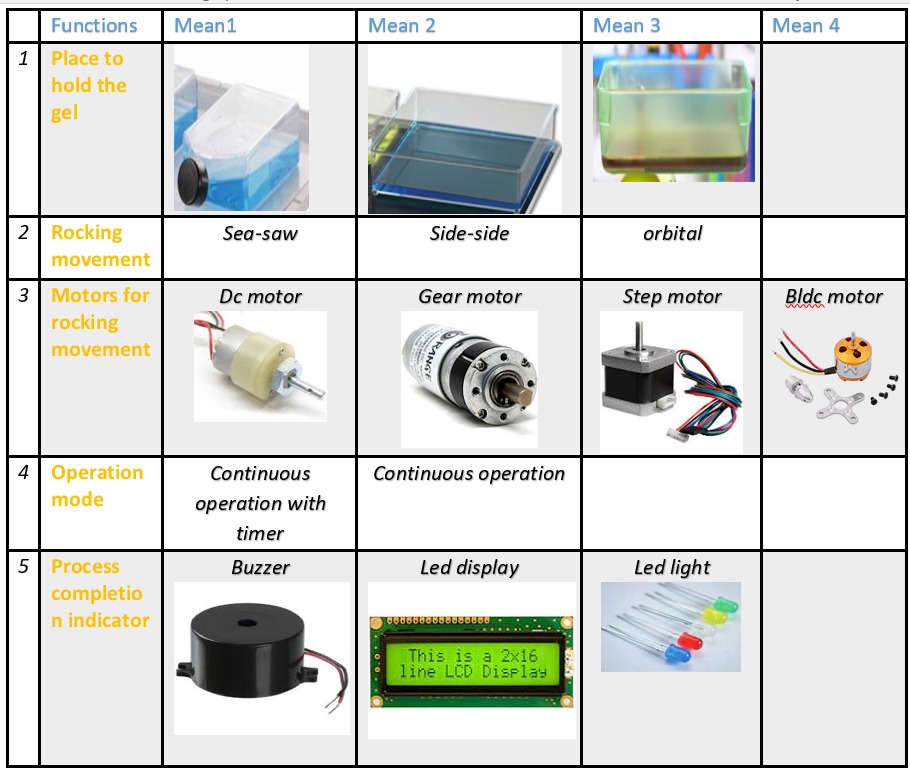 Functions Mean1 Mean 2 Mean 3 Mean 4
1 Place to
hold the
gel
2 Rocking
movement
Sea-saw Side-side orbital
3 Motors for
rocking
movement
Dc motor Gear motor Step motor Bldc motor
ORANGE
4 Operation
mode
Continuous
operation with
timer
Continuous operation
5 Process
completio
n indicator
Buzzer Led display Led light
This is a 2x16
line LCD Display